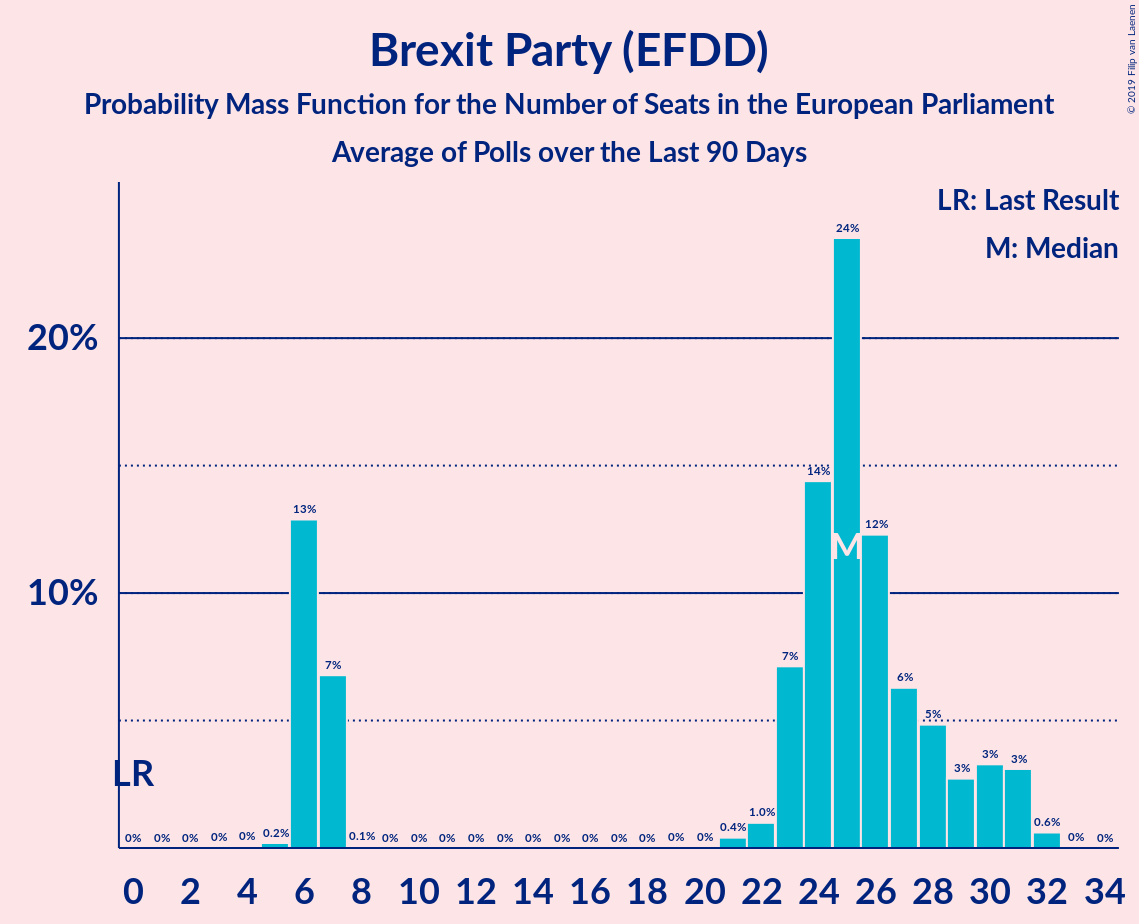 Brexit Party (EFDD)
Probability Mass Function for the Number of Seats in the European Parliament
Average of Polls over the Last 90 Days
© 2019 Filip van Laenen
LR: Last Result
M: Median
20%
10%
LR
M
0% 0% 0% 0% 0% 0.2% 13% 7% 0.1% 0% 0% 0% 0% 0% 0% 0% 0% 0% 0% 0% 0% 0.4% 1.0% 7% 14% 24% 12% 6% 5% 3% 3% 3% 0.6% 0% 0%
0 2 4 6 8 10 12 14 16 18 20 22 24 26 28 30 32 34